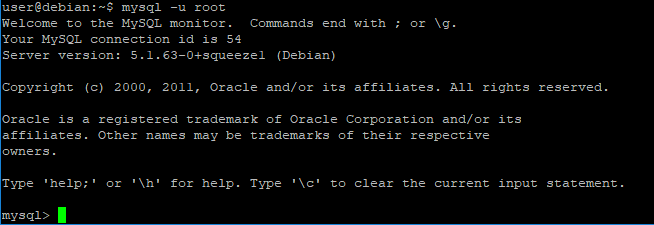 user@debian:~$ mysql -u root
Welcome to the MySQL monitor.  Commands end with ; or \g.
Your MySQL connection id is 54
Server version: 5.1.63-0+squeeze1 (Debian)
Copyright (c) 2000, 2011, Oracle and/or its affiliates. All rights reserved.
Oracle is a registered trademark of Oracle Corporation and/or its
affiliates. Other names may be trademarks of their respective
owners.
Type 'help;' or '\h' for help. Type '\c' to clear the current input statement.
mysql>